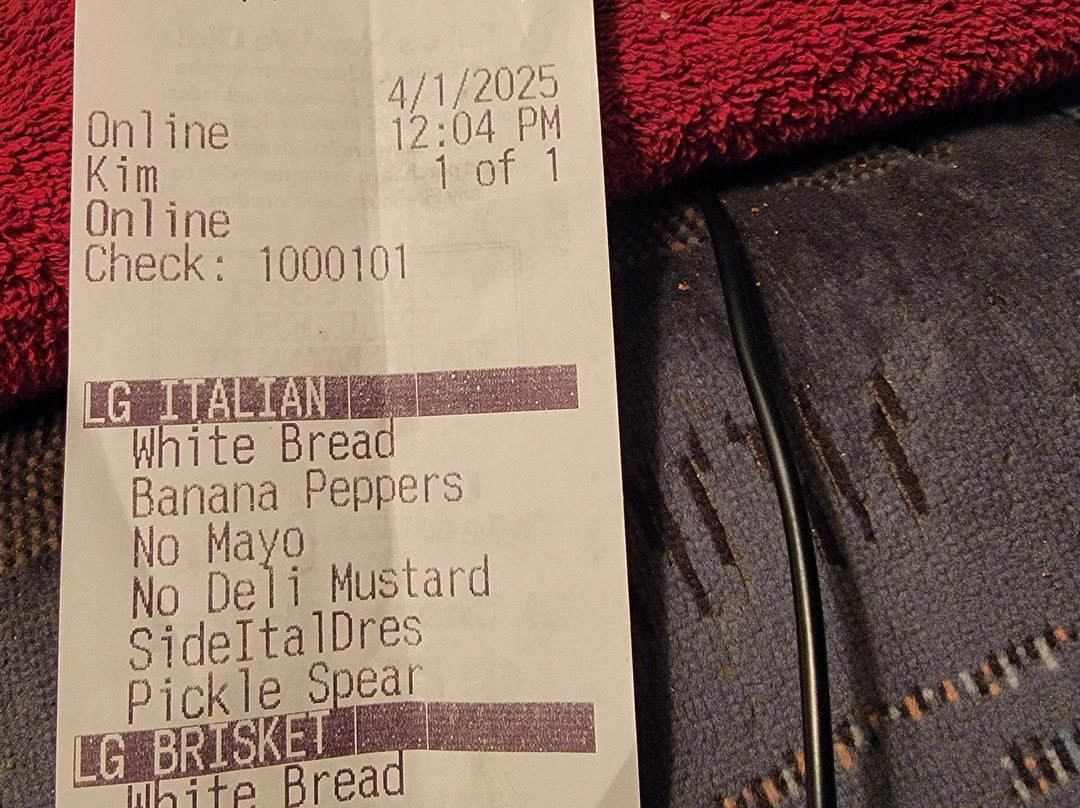 4/1/2025
Online 12:04 PM
Kim 1 of 1
Online
Check: 1000101
LG ITALIAN
White Bread
Banana Peppers
No Mayo
No Deli Mustard
SideItalDres
Pickle Spear
LG BRISKET
White Bread